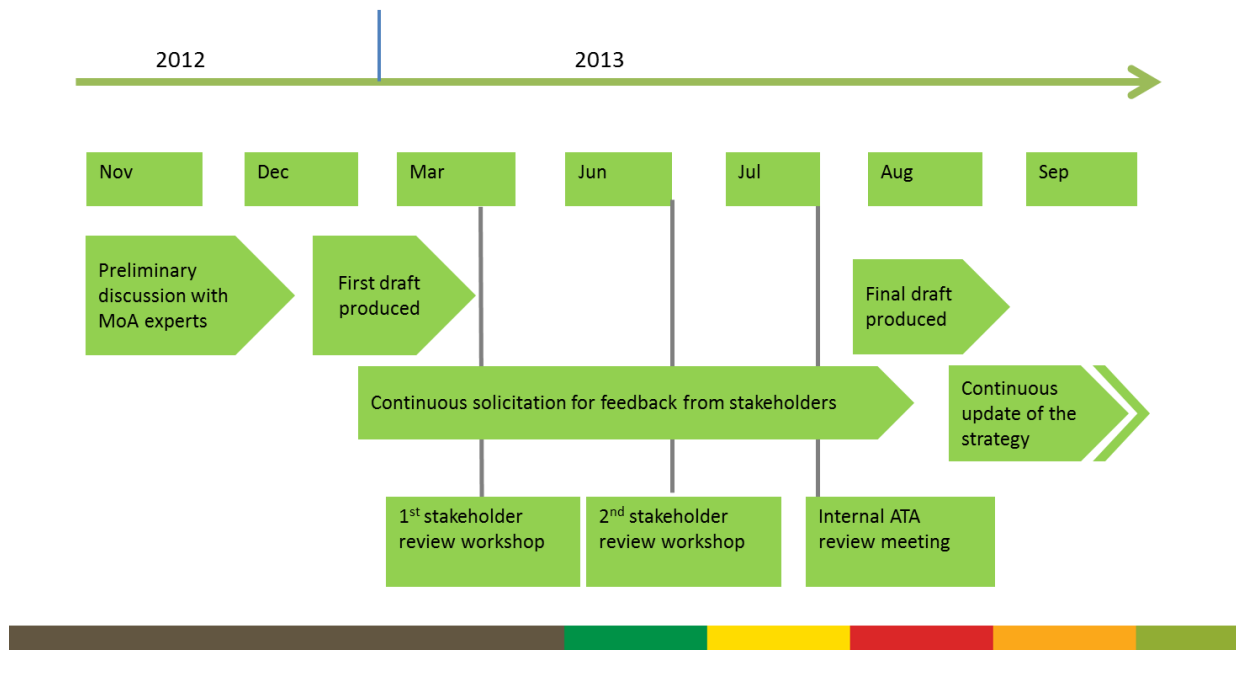 2012
2013
Nov
Dec
Mar
Jun
Jul
Aug
Sep
Preliminary
discussion with
MoA experts
First draft
produced
Final draft
produced
Continuous solicitation for feedback from stakeholders
Continuous
update of the
strategy
1st stakeholder
review workshop
2nd stakeholder
review workshop
Internal ATA
review meeting